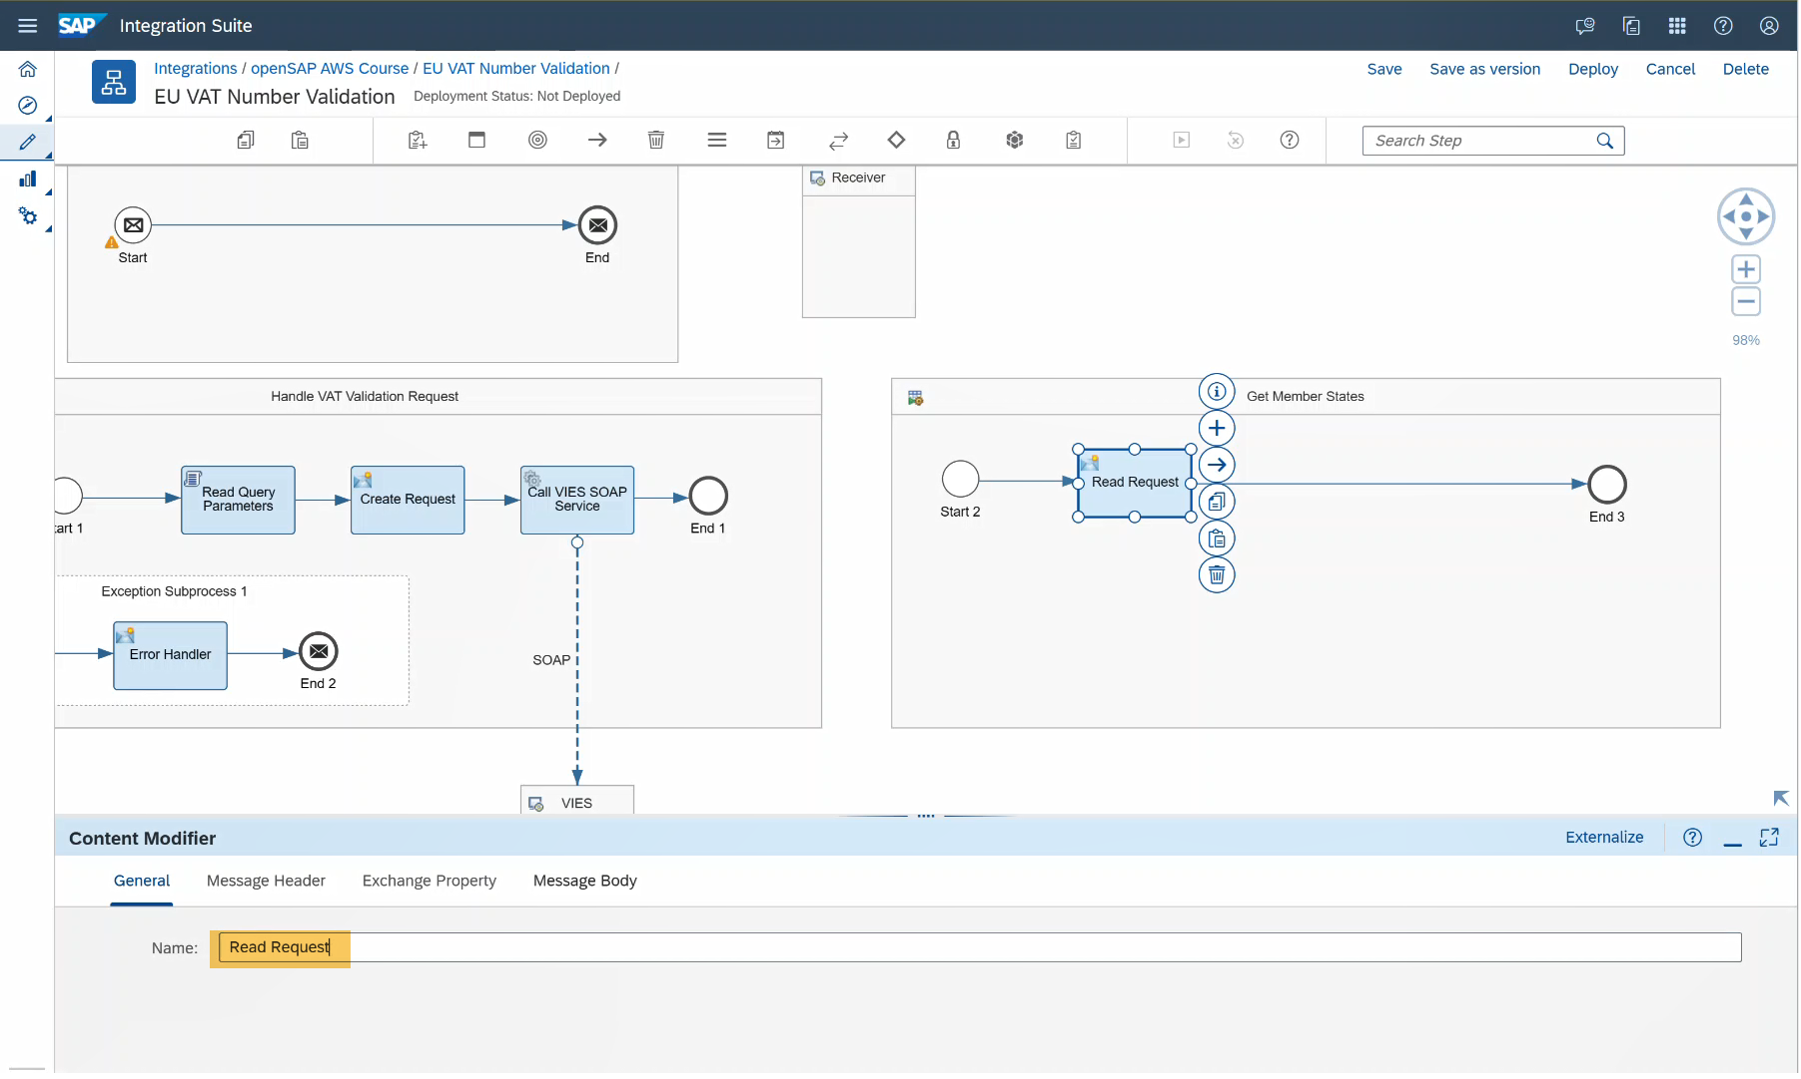 SAP Integration Suite
Integrations / openSAP AWS Course / EU VAT Number Validation /
EU VAT Number Validation
Deployment Status: Not Deployed
Save
Save as version
Deploy
Cancel
Delete
Search Step
Receiver
Start
End
98%
Handle VAT Validation Request
Get Member States
Read Query
Parameters
Create Request
Call VIES SOAP
Service
End 1
art 1
Start 2
Read Request
End 3
Exception Subprocess 1
Error Handler
End 2
SOAP
VIES
Content Modifier
Externalize
General
Message Header
Exchange Property
Message Body
Name:
Read Request